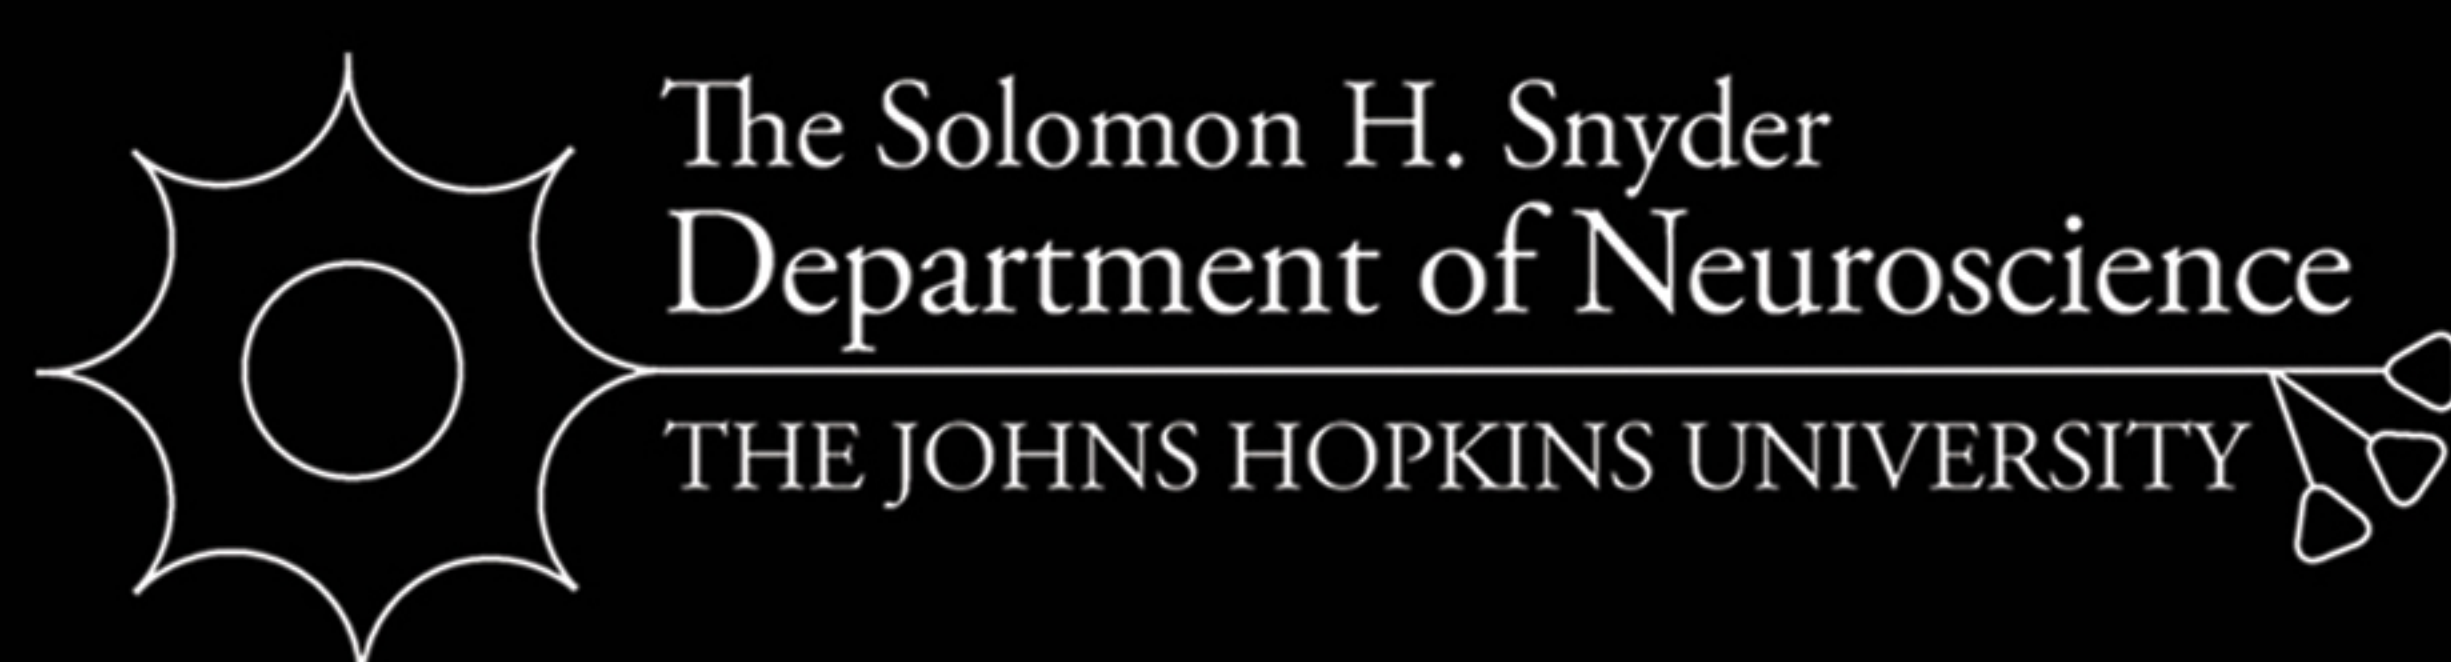 The Solomon H. Snyder
Department of Neuroscience
THE JOHNS HOPKINS UNIVERSITY